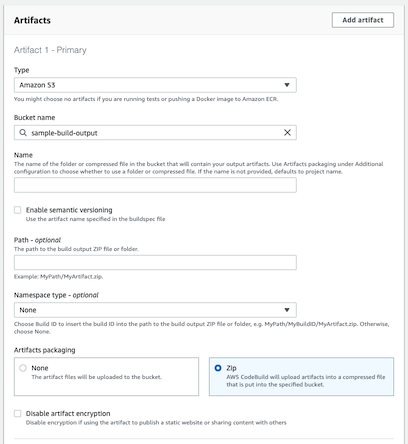 Artifacts
Add artifact
Artifact 1 - Primary
Type
Amazon S3
You might choose no artifacts if you are running tests or pushing a Docker image to Amazon ECR.
Bucket name
sample-build-output
Name
The name of the folder or compressed file in the bucket that will contain your output artifacts. Use Artifacts packaging under Additional
configuration to choose whether to use a folder or compressed file. If the name is not provided, defaults to project name.
Enable semantic versioning
Use the artifact name specified in the buildspec file
Path - optional
The path to the build output ZIP file or folder.
Example: MyPath/MyArtifact.zip.
Namespace type - optional
None
Choose Build ID to insert the build ID into the path to the build output ZIP file or folder, e.g. MyPath/MyBuildID/MyArtifact.zip. Otherwise,
choose None.
Artifacts packaging
None
The artifact files will be uploaded to the bucket.
Zip
AWS CodeBuild will upload artifacts into a compressed file
that is put into the specified bucket.
Disable artifact encryption
Disable encryption if using the artifact to publish a static website or sharing content with others